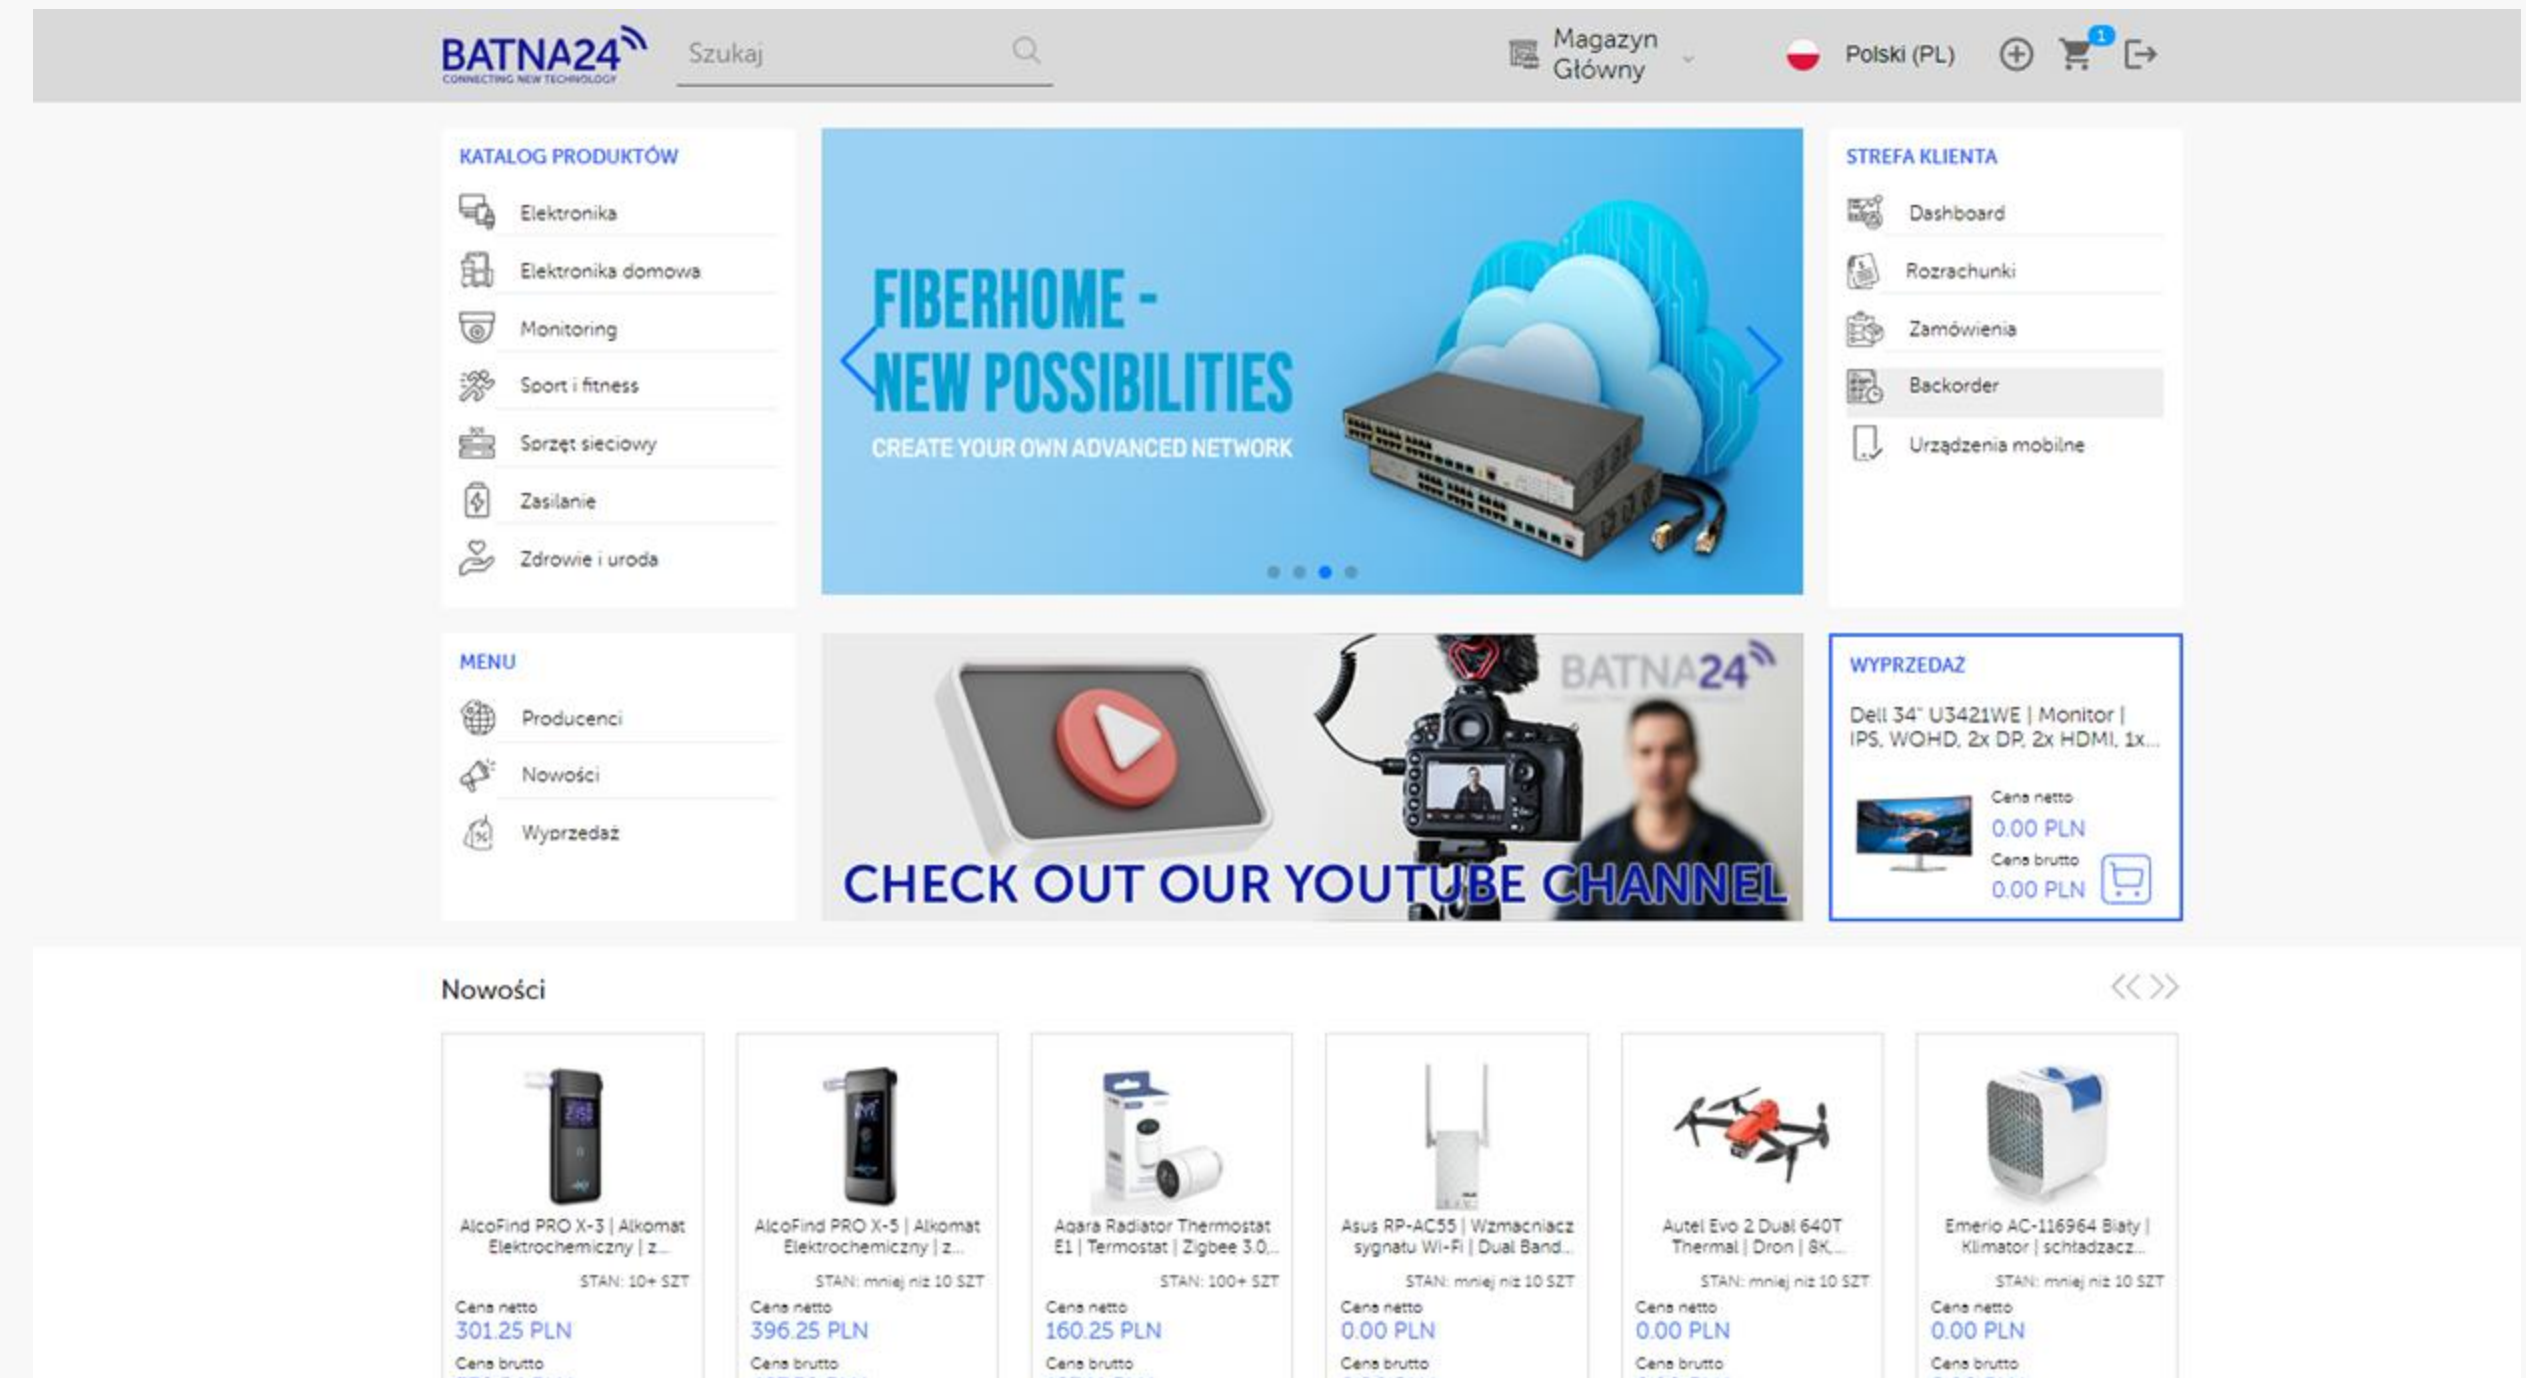 BATNA24
CONNECTING NEW TECHNOLOGY
Szukaj
Magazyn
Główny
Polski (PL)
1
KATALOG PRODUKTÓW
Elektronika
Elektronika domowa
Monitoring
Sport i fitness
Sprzęt sieciowy
Zasilanie
Zdrowie i uroda
FIBERHOME -
NEW POSSIBILITIES
CREATE YOUR OWN ADVANCED NETWORK
STREFA KLIENTA
Dashboard
Rozrachunki
Zamówienia
Backorder
Urządzenia mobilne
MENU
Producenci
Nowości
Wyprzedaż
BATNA24
CHECK OUT OUR YOUTUBE CHANNEL
WYPRZEDAŻ
Dell 34" U3421WE | Monitor |
IPS, WQHD, 2x DP, 2x HDMI, 1x...
Cena netto
0.00 PLN
Cena brutto
0.00 PLN
Nowości
AlcoFind PRO X-3 | Alkomat
Elektrochemiczny | z...
STAN: 10+ SZT
Cena netto
301.25 PLN
Cena brutto
AlcoFind PRO X-5 | Alkomat
Elektrochemiczny | z...
STAN: mniej niż 10 SZT
Cena netto
396.25 PLN
Cena brutto
Aqara Radiator Thermostat
E1 | Termostat | Zigbee 3.0,...
STAN: 100+ SZT
Cena netto
160.25 PLN
Cena brutto
Asus RP-AC55 | Wzmacniacz
sygnału Wi-Fi | Dual Band...
STAN: mniej niż 10 SZT
Cena netto
0.00 PLN
Cena brutto
Autel Evo 2 Dual 640T
Thermal | Dron | 8K,...
STAN: mniej niż 10 SZT
Cena netto
0.00 PLN
Cena brutto
Emerio AC-116964 Biały |
Klimator | schładzacz...
STAN: mniej niż 10 SZT
Cena netto
0.00 PLN
Cena brutto